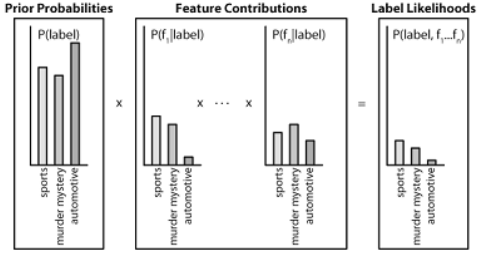 Prior Probabilities
Feature Contributions
Label Likelihoods
P(label)
P(f₁|label)
P(fₙ|label)
P(label, f₁...fₙ)
x
x ... x
=
sports
murder mystery
automotive
sports
murder mystery
automotive
sports
murder mystery
automotive
sports
murder mystery
automotive